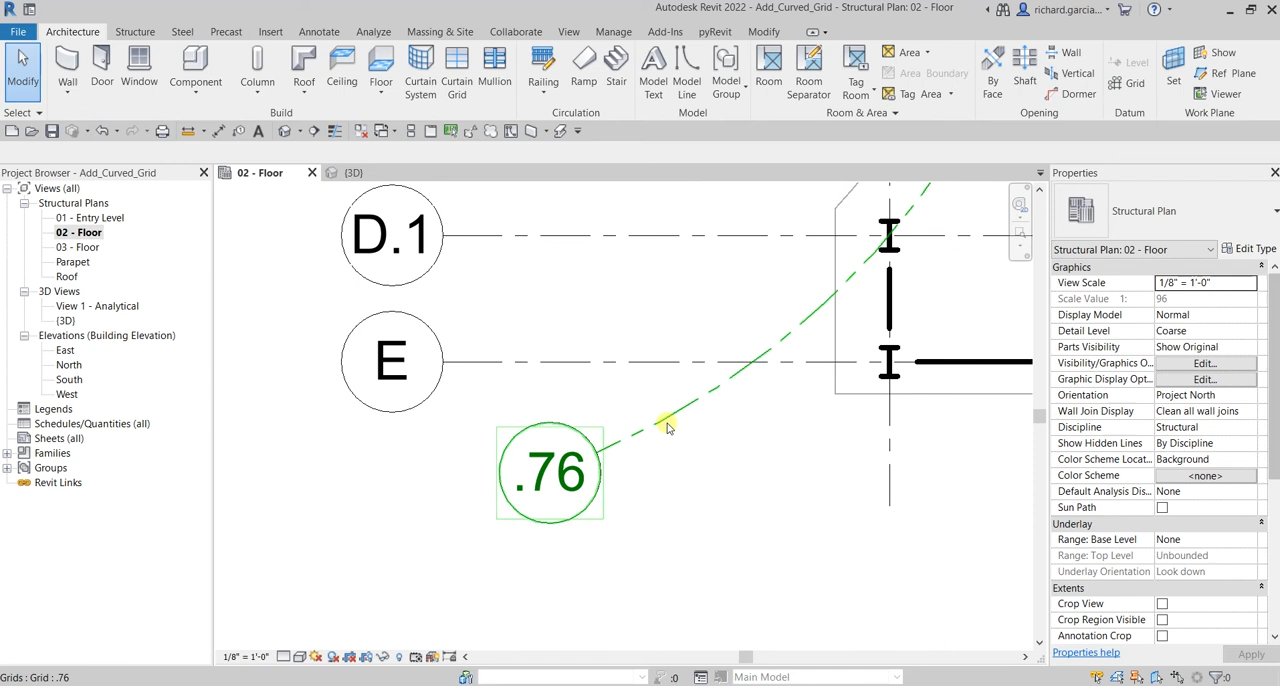 Autodesk Revit 2022 - Add_Curved_Grid - Structural Plan: 02 - Floor
richard.garcia...
File Architecture Structure Steel Precast Insert Annotate Analyze Massing & Site Collaborate View Manage Add-Ins pyRevit Modify
Modify
Wall
Door
Window
Component
Column
Roof
Ceiling
Floor
Curtain System
Curtain Grid
Mullion
Railing
Ramp
Stair
Model Text
Model Line
Model Group
Room
Room Separator
Tag Room
Area
Area Boundary
Tag Area
By Face
Shaft
Wall
Vertical
Dormer
Level
Grid
Set
Show
Ref Plane
Viewer
Select Build Circulation Model Room & Area Opening Datum Work Plane
Project Browser - Add_Curved_Grid
Views (all)
Structural Plans
01 - Entry Level
02 - Floor
03 - Floor
Parapet
Roof
3D Views
View 1 - Analytical
{3D}
Elevations (Building Elevation)
East
North
South
West
Legends
Schedules/Quantities (all)
Sheets (all)
Families
Groups
Revit Links
02 - Floor
{3D}
D.1
E
.76
Properties
Structural Plan
Structural Plan: 02 - Floor Edit Type
Graphics
View Scale 1/8" = 1'-0"
Scale Value 1: 96
Display Model Normal
Detail Level Coarse
Parts Visibility Show Original
Visibility/Graphics O... Edit...
Graphic Display Opt... Edit...
Orientation Project North
Wall Join Display Clean all wall joins
Discipline Structural
Show Hidden Lines By Discipline
Color Scheme Locat... Background
Color Scheme <none>
Default Analysis Dis... None
Sun Path
Underlay
Range: Base Level None
Range: Top Level Unbounded
Underlay Orientation Look down
Extents
Crop View
Crop Region Visible
Annotation Crop
Properties help
Apply
1/8" = 1'-0"
Grids : Grid : .76
:0
Main Model
:0